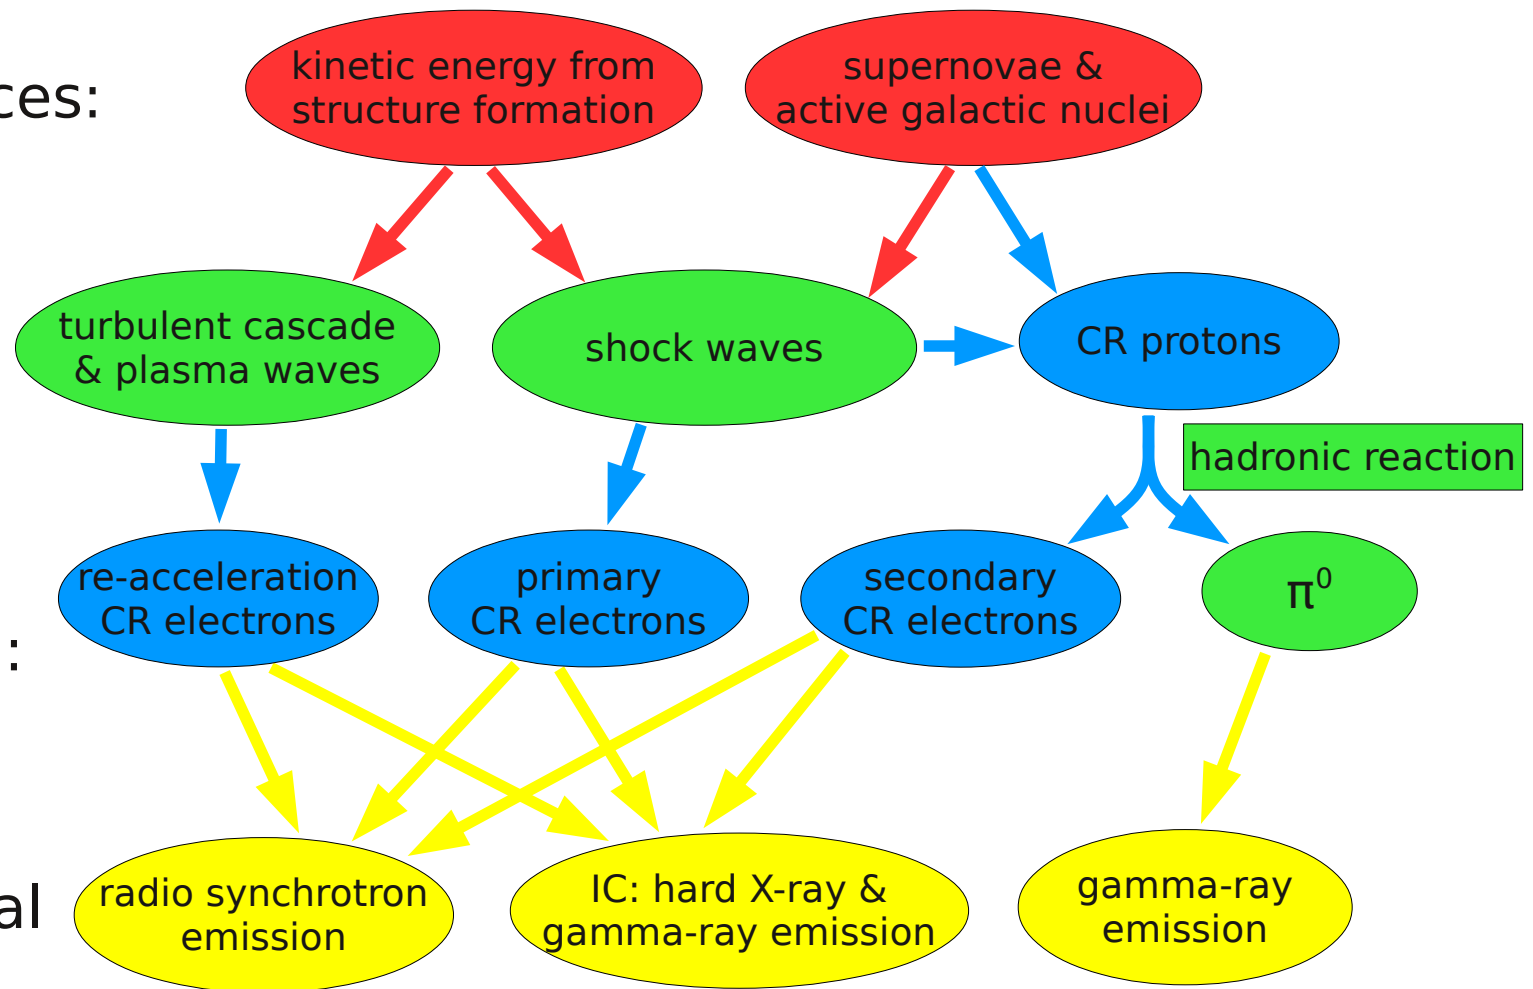 kinetic energy from
structure formation
supernovae &
active galactic nuclei
ces:
turbulent cascade
& plasma waves
shock waves
CR protons
hadronic reaction
re-acceleration
CR electrons
primary
CR electrons
secondary
CR electrons
π⁰
:
radio synchrotron
emission
IC: hard X-ray &
gamma-ray emission
gamma-ray
emission
al